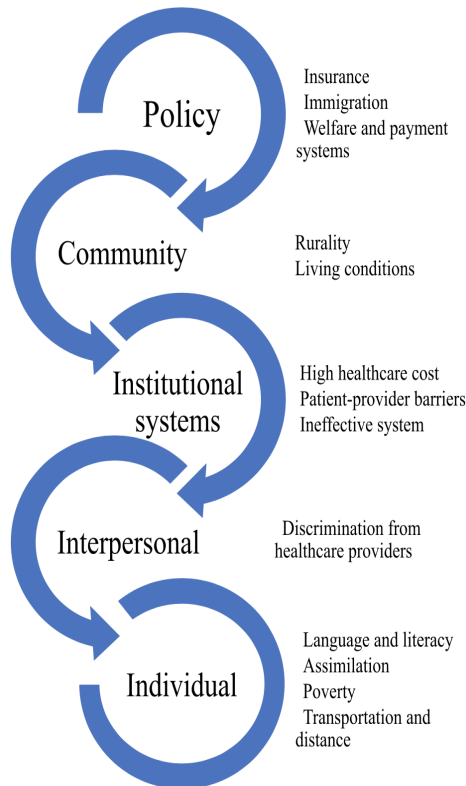 Policy
Insurance
Immigration
Welfare and payment
systems
Community
Rurality
Living conditions
Institutional
systems
High healthcare cost
Patient-provider barriers
Ineffective system
Interpersonal
Discrimination from
healthcare providers
Individual
Language and literacy
Assimilation
Poverty
Transportation and
distance